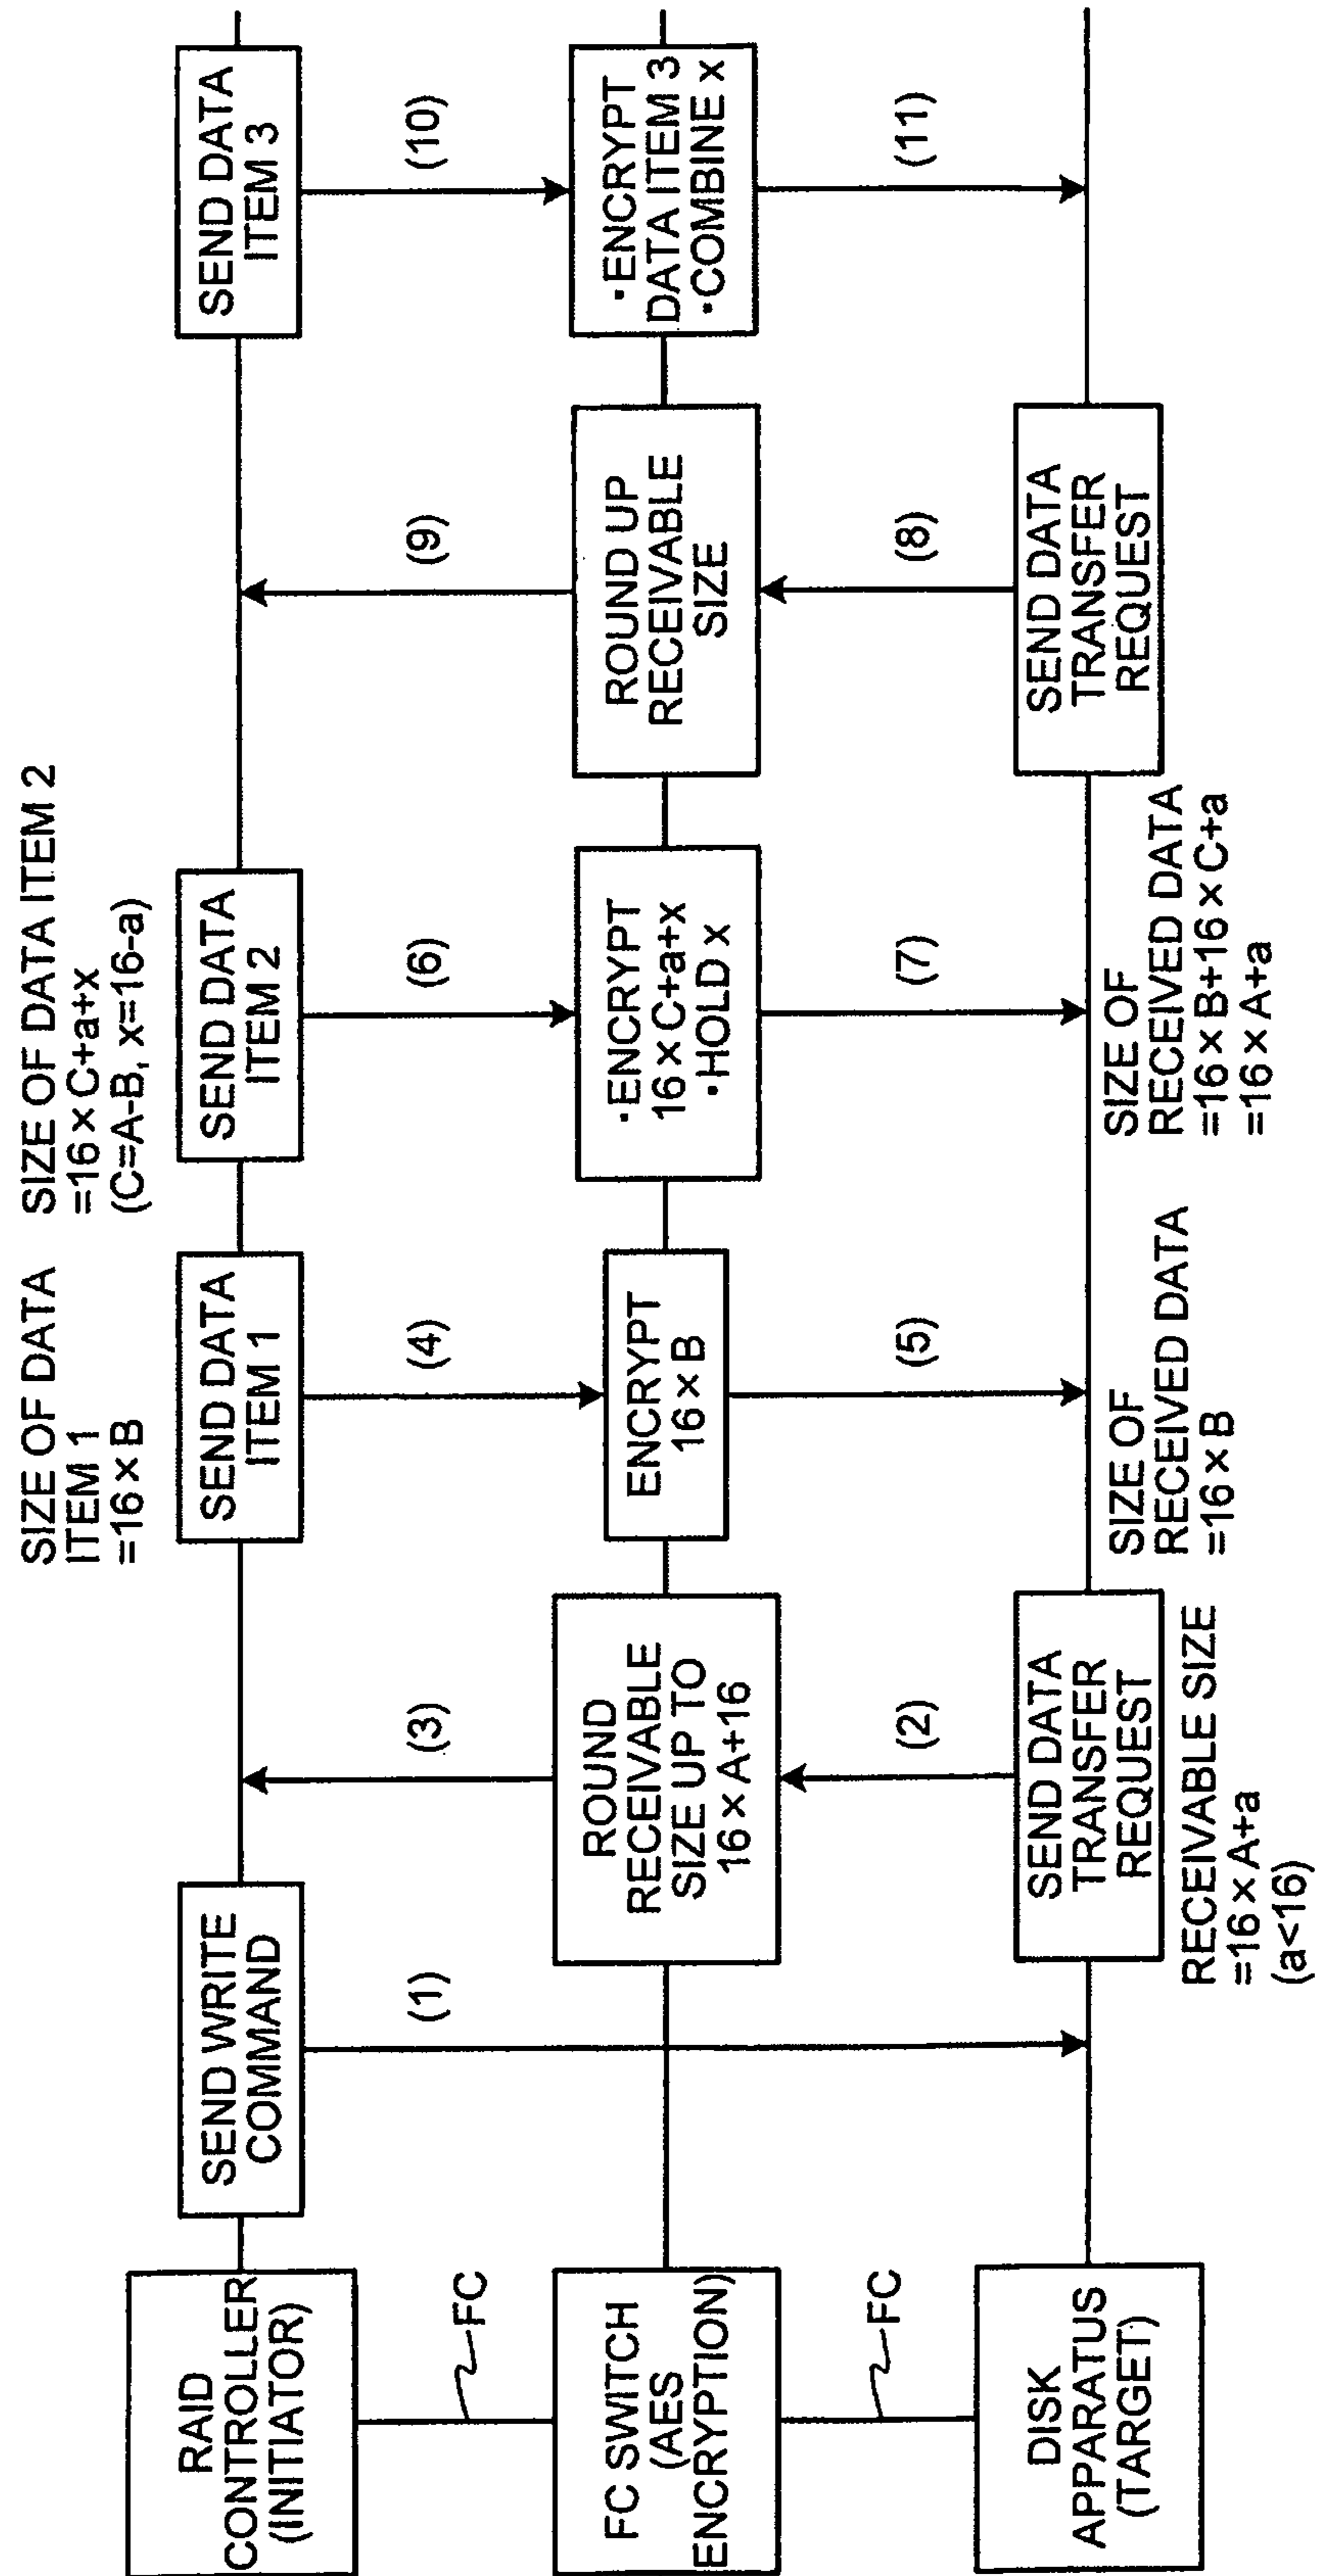 RAID
CONTROLLER
(INITIATOR)
FC
FC SWITCH
(AES
ENCRYPTION)
FC
DISK
APPARATUS
(TARGET)
SEND WRITE
COMMAND
(1)
SEND DATA
TRANSFER
REQUEST
RECEIVABLE SIZE
=16×A+a
(a<16)
(2)
ROUND
RECEIVABLE
SIZE UP TO
16×A+16
(3)
SIZE OF DATA
ITEM 1
=16×B
SEND DATA
ITEM 1
(4)
ENCRYPT
16×B
(5)
SIZE OF
RECEIVED DATA
=16×B
SIZE OF DATA ITEM 2
=16×C+a+x
(C=A-B, x=16-a)
SEND DATA
ITEM 2
(6)
·ENCRYPT
16×C+a+x
·HOLD x
(7)
SIZE OF
RECEIVED DATA
=16×B+16×C+a
=16×A+a
SEND DATA
TRANSFER
REQUEST
(8)
ROUND UP
RECEIVABLE
SIZE
(9)
SEND DATA
ITEM 3
(10)
·ENCRYPT
DATA ITEM 3
·COMBINE x
(11)